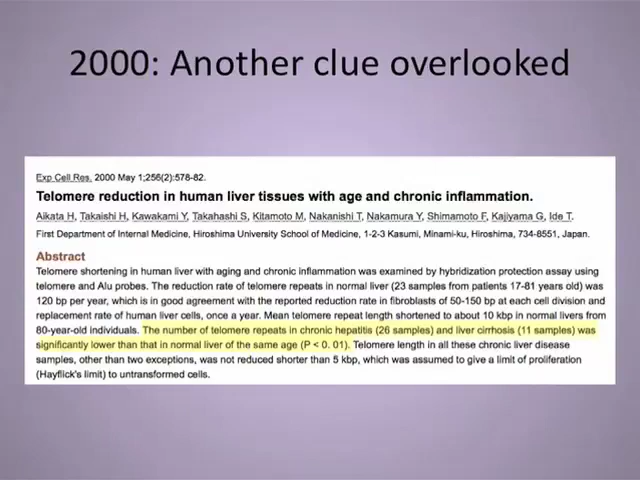 2000: Another clue overlooked
Exp Cell Res. 2000 May 1;256(2):578-82.
Telomere reduction in human liver tissues with age and chronic inflammation.
Aikata H, Takaishi H, Kawakami Y, Takahashi S, Kitamoto M, Nakanishi T, Nakamura Y, Shimamoto F, Kajiyama G, Ide T.
First Department of Internal Medicine, Hiroshima University School of Medicine, 1-2-3 Kasumi, Minami-ku, Hiroshima, 734-8551, Japan.
Abstract
Telomere shortening in human liver with aging and chronic inflammation was examined by hybridization protection assay using
telomere and Alu probes. The reduction rate of telomere repeats in normal liver (23 samples from patients 17-81 years old) was
120 bp per year, which is in good agreement with the reported reduction rate in fibroblasts of 50-150 bp at each cell division and
replacement rate of human liver cells, once a year. Mean telomere repeat length shortened to about 10 kbp in normal livers from
80-year-old individuals. The number of telomere repeats in chronic hepatitis (26 samples) and liver cirrhosis (11 samples) was
significantly lower than that in normal liver of the same age (P < 0. 01). Telomere length in all these chronic liver disease
samples, other than two exceptions, was not reduced shorter than 5 kbp, which was assumed to give a limit of proliferation
(Hayflick's limit) to untransformed cells.